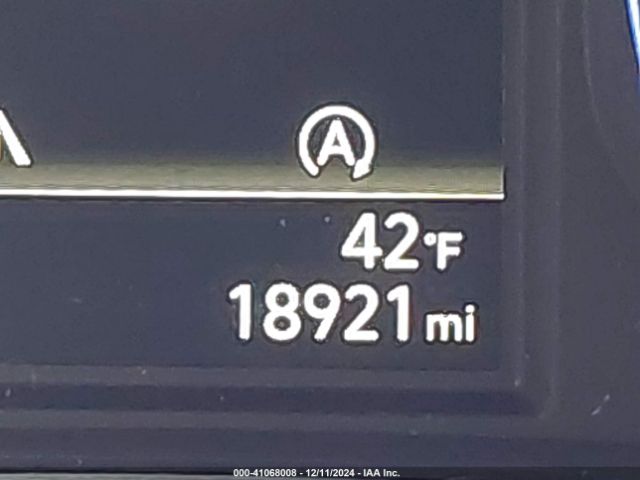 A
42°F
18921 mi
000-41068008 - 12/11/2024 - IAA Inc.